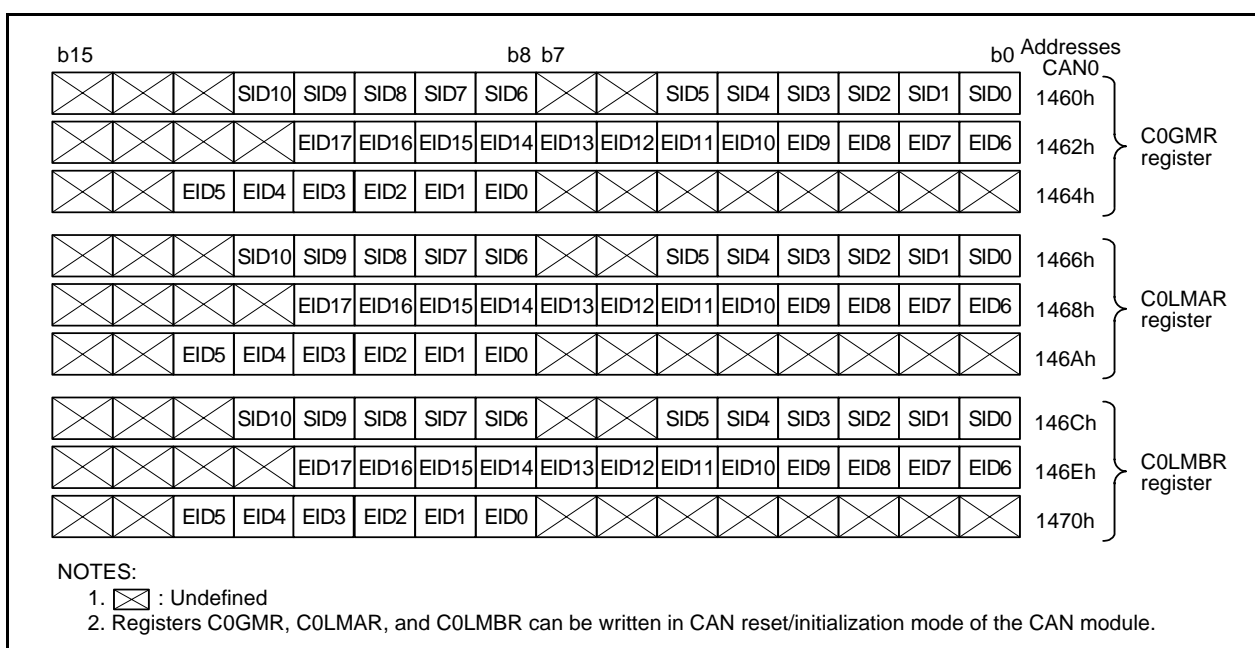 b15 b8 b7 b0 Addresses
CAN0
SID10 SID9 SID8 SID7 SID6 SID5 SID4 SID3 SID2 SID1 SID0 1460h
EID17 EID16 EID15 EID14 EID13 EID12 EID11 EID10 EID9 EID8 EID7 EID6 1462h C0GMR
register
EID5 EID4 EID3 EID2 EID1 EID0 1464h
SID10 SID9 SID8 SID7 SID6 SID5 SID4 SID3 SID2 SID1 SID0 1466h
EID17 EID16 EID15 EID14 EID13 EID12 EID11 EID10 EID9 EID8 EID7 EID6 1468h C0LMAR
register
EID5 EID4 EID3 EID2 EID1 EID0 146Ah
SID10 SID9 SID8 SID7 SID6 SID5 SID4 SID3 SID2 SID1 SID0 146Ch
EID17 EID16 EID15 EID14 EID13 EID12 EID11 EID10 EID9 EID8 EID7 EID6 146Eh C0LMBR
register
EID5 EID4 EID3 EID2 EID1 EID0 1470h
NOTES:
1. : Undefined
2. Registers C0GMR, C0LMAR, and C0LMBR can be written in CAN reset/initialization mode of the CAN module.